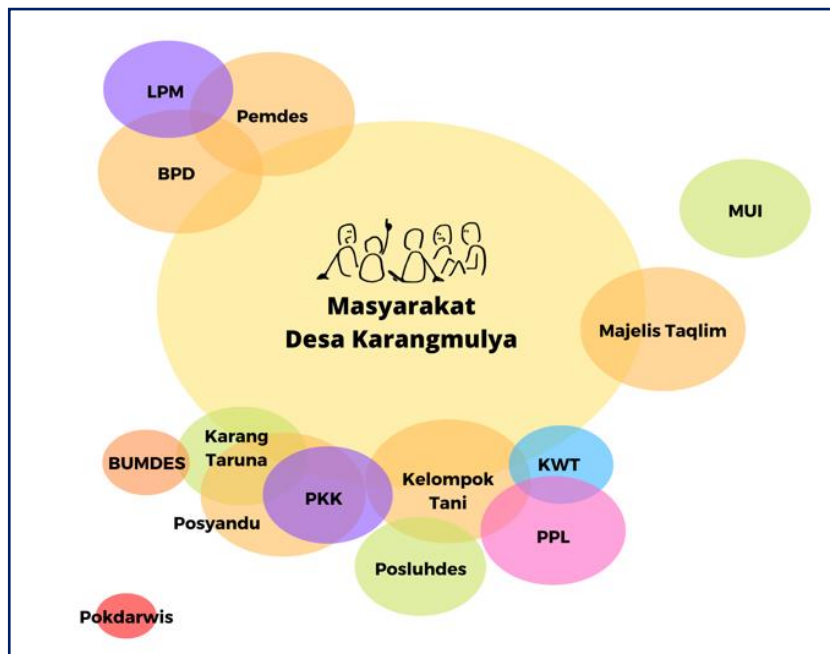 LPM
Pemdes
BPD
MUI
Masyarakat
Desa Karangmulya
Majelis Taqlim
Karang
Taruna
BUMDES
KWT
Kelompok
Tani
PKK
Posyandu
PPL
Posluhdes
Pokdarwis